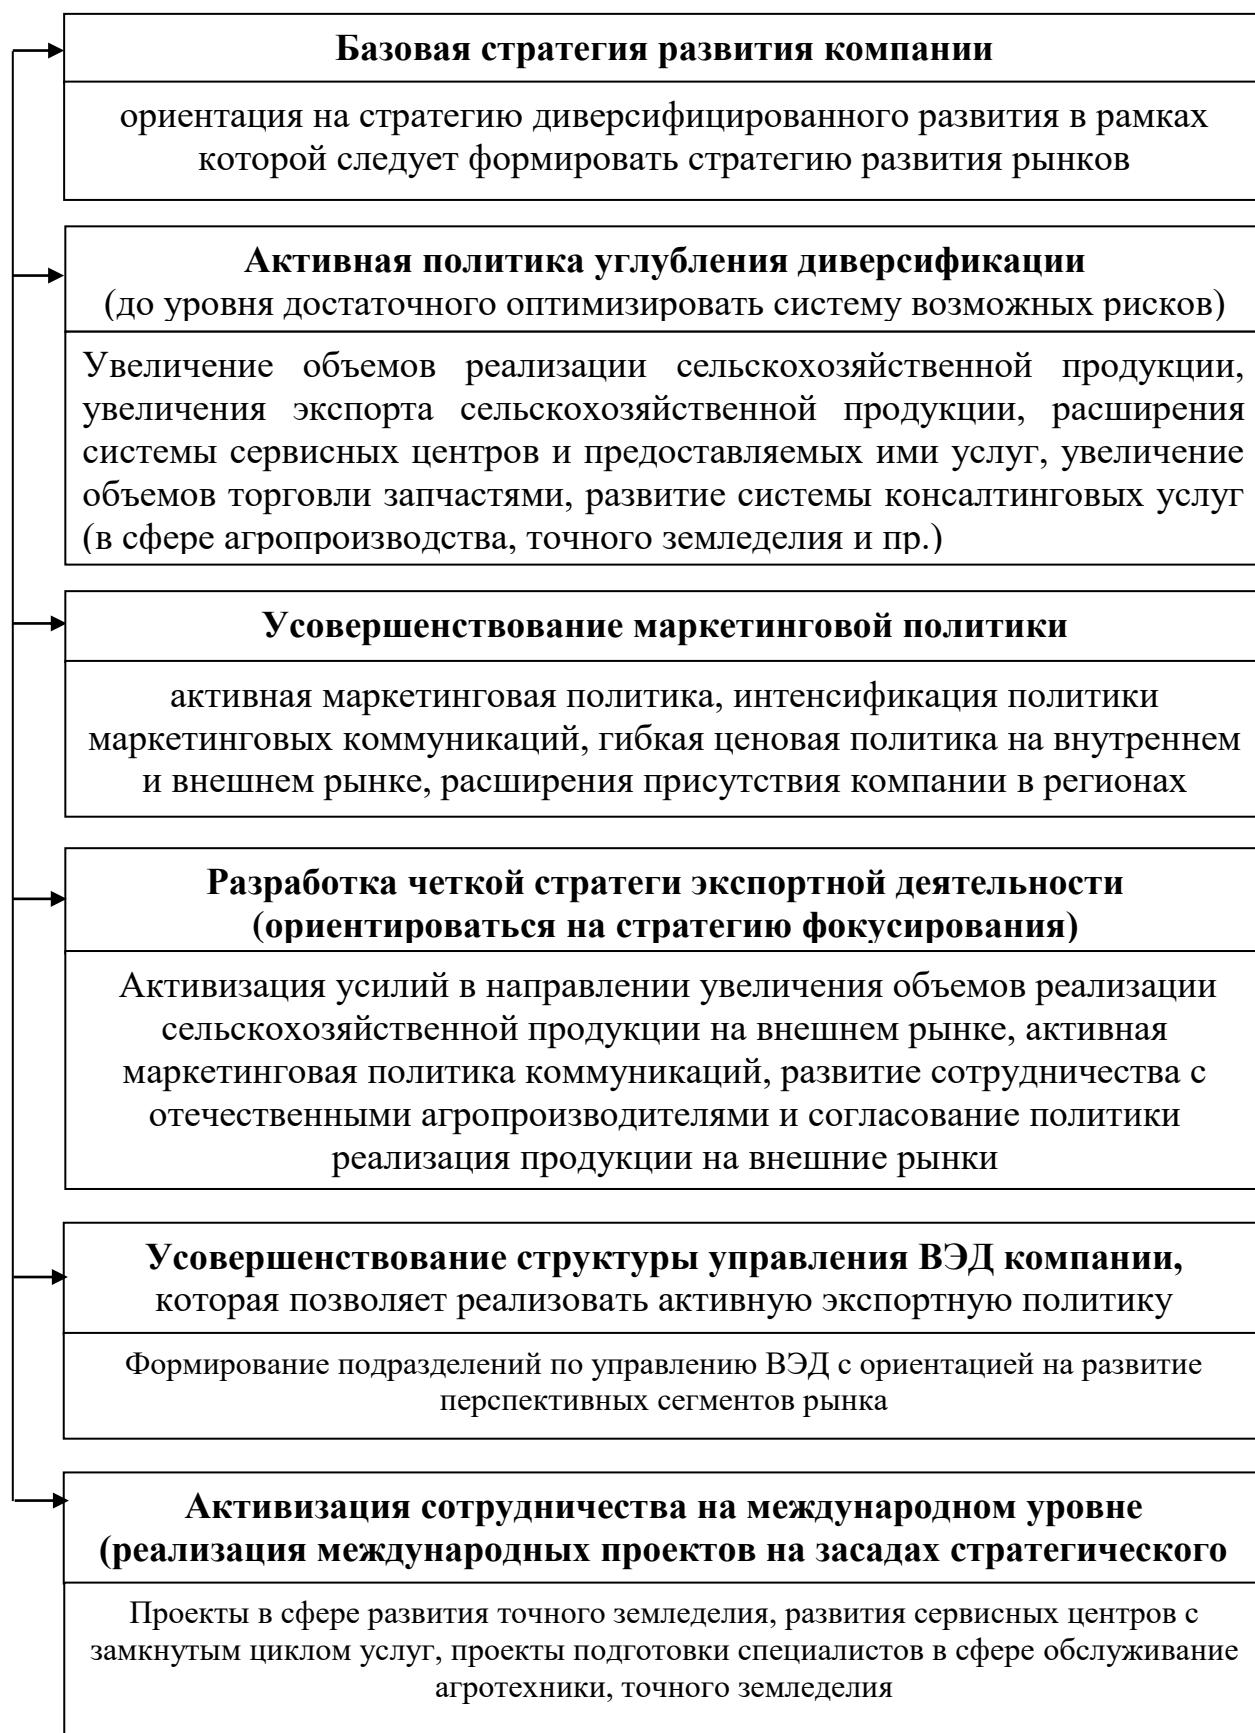 Базовая стратегия развития компании
ориентация на стратегию диверсифицированного развития в рамках
которой следует формировать стратегию развития рынков
Активная политика углубления диверсификации
(до уровня достаточного оптимизировать систему возможных рисков)
Увеличение объемов реализации сельскохозяйственной продукции,
увеличения экспорта сельскохозяйственной продукции, расширения
системы сервисных центров и предоставляемых ими услуг, увеличение
объемов торговли запчастями, развитие системы консалтинговых услуг
(в сфере агропроизводства, точного земледелия и пр.)
Усовершенствование маркетинговой политики
активная маркетинговая политика, интенсификация политики
маркетинговых коммуникаций, гибкая ценовая политика на внутреннем
и внешнем рынке, расширения присутствия компании в регионах
Разработка четкой стратеги экспортной деятельности
(ориентироваться на стратегию фокусирования)
Активизация усилий в направлении увеличения объемов реализации
сельскохозяйственной продукции на внешнем рынке, активная
маркетинговая политика коммуникаций, развитие сотрудничества с
отечественными агропроизводителями и согласование политики
реализация продукции на внешние рынки
Усовершенствование структуры управления ВЭД компании,
которая позволяет реализовать активную экспортную политику
Формирование подразделений по управлению ВЭД с ориентацией на развитие
перспективных сегментов рынка
Активизация сотрудничества на международном уровне
(реализация международных проектов на засадах стратегического
Проекты в сфере развития точного земледелия, развития сервисных центров с
замкнутым циклом услуг, проекты подготовки специалистов в сфере обслуживание
агротехники, точного земледелия